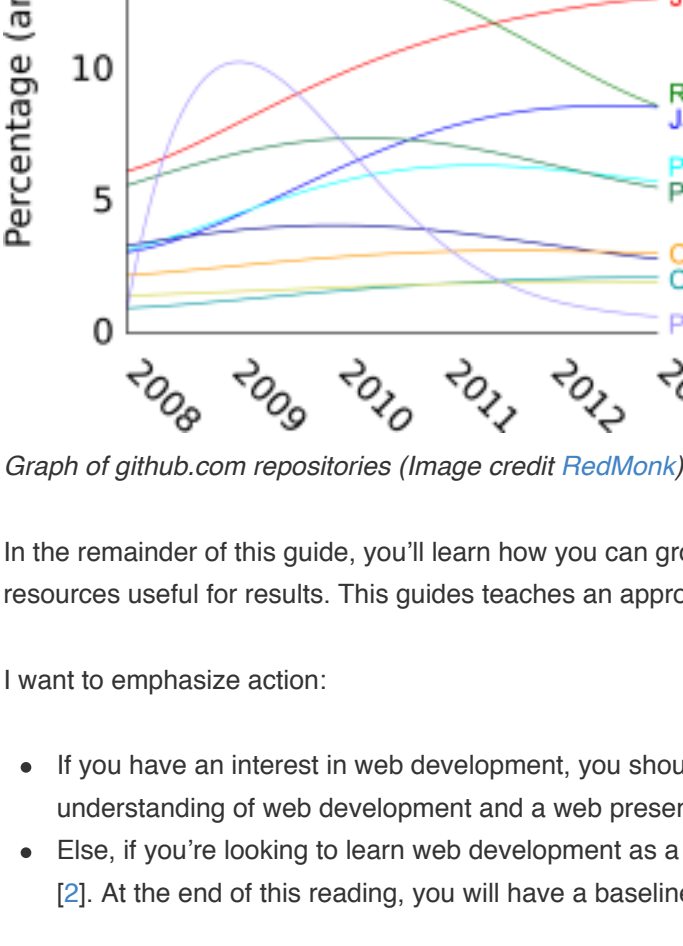 Percentage (ar
10
5
0
J
R
J
P
P
C
C
P
2008
2009
2010
2011
2012
20
Graph of github.com repositories (Image credit RedMonk)
In the remainder of this guide, you'll learn how you can gro
resources useful for results. This guides teaches an appro
I want to emphasize action:
If you have an interest in web development, you shou
understanding of web development and a web preser
Else, if you're looking to learn web development as a
[2]. At the end of this reading, you will have a baseline